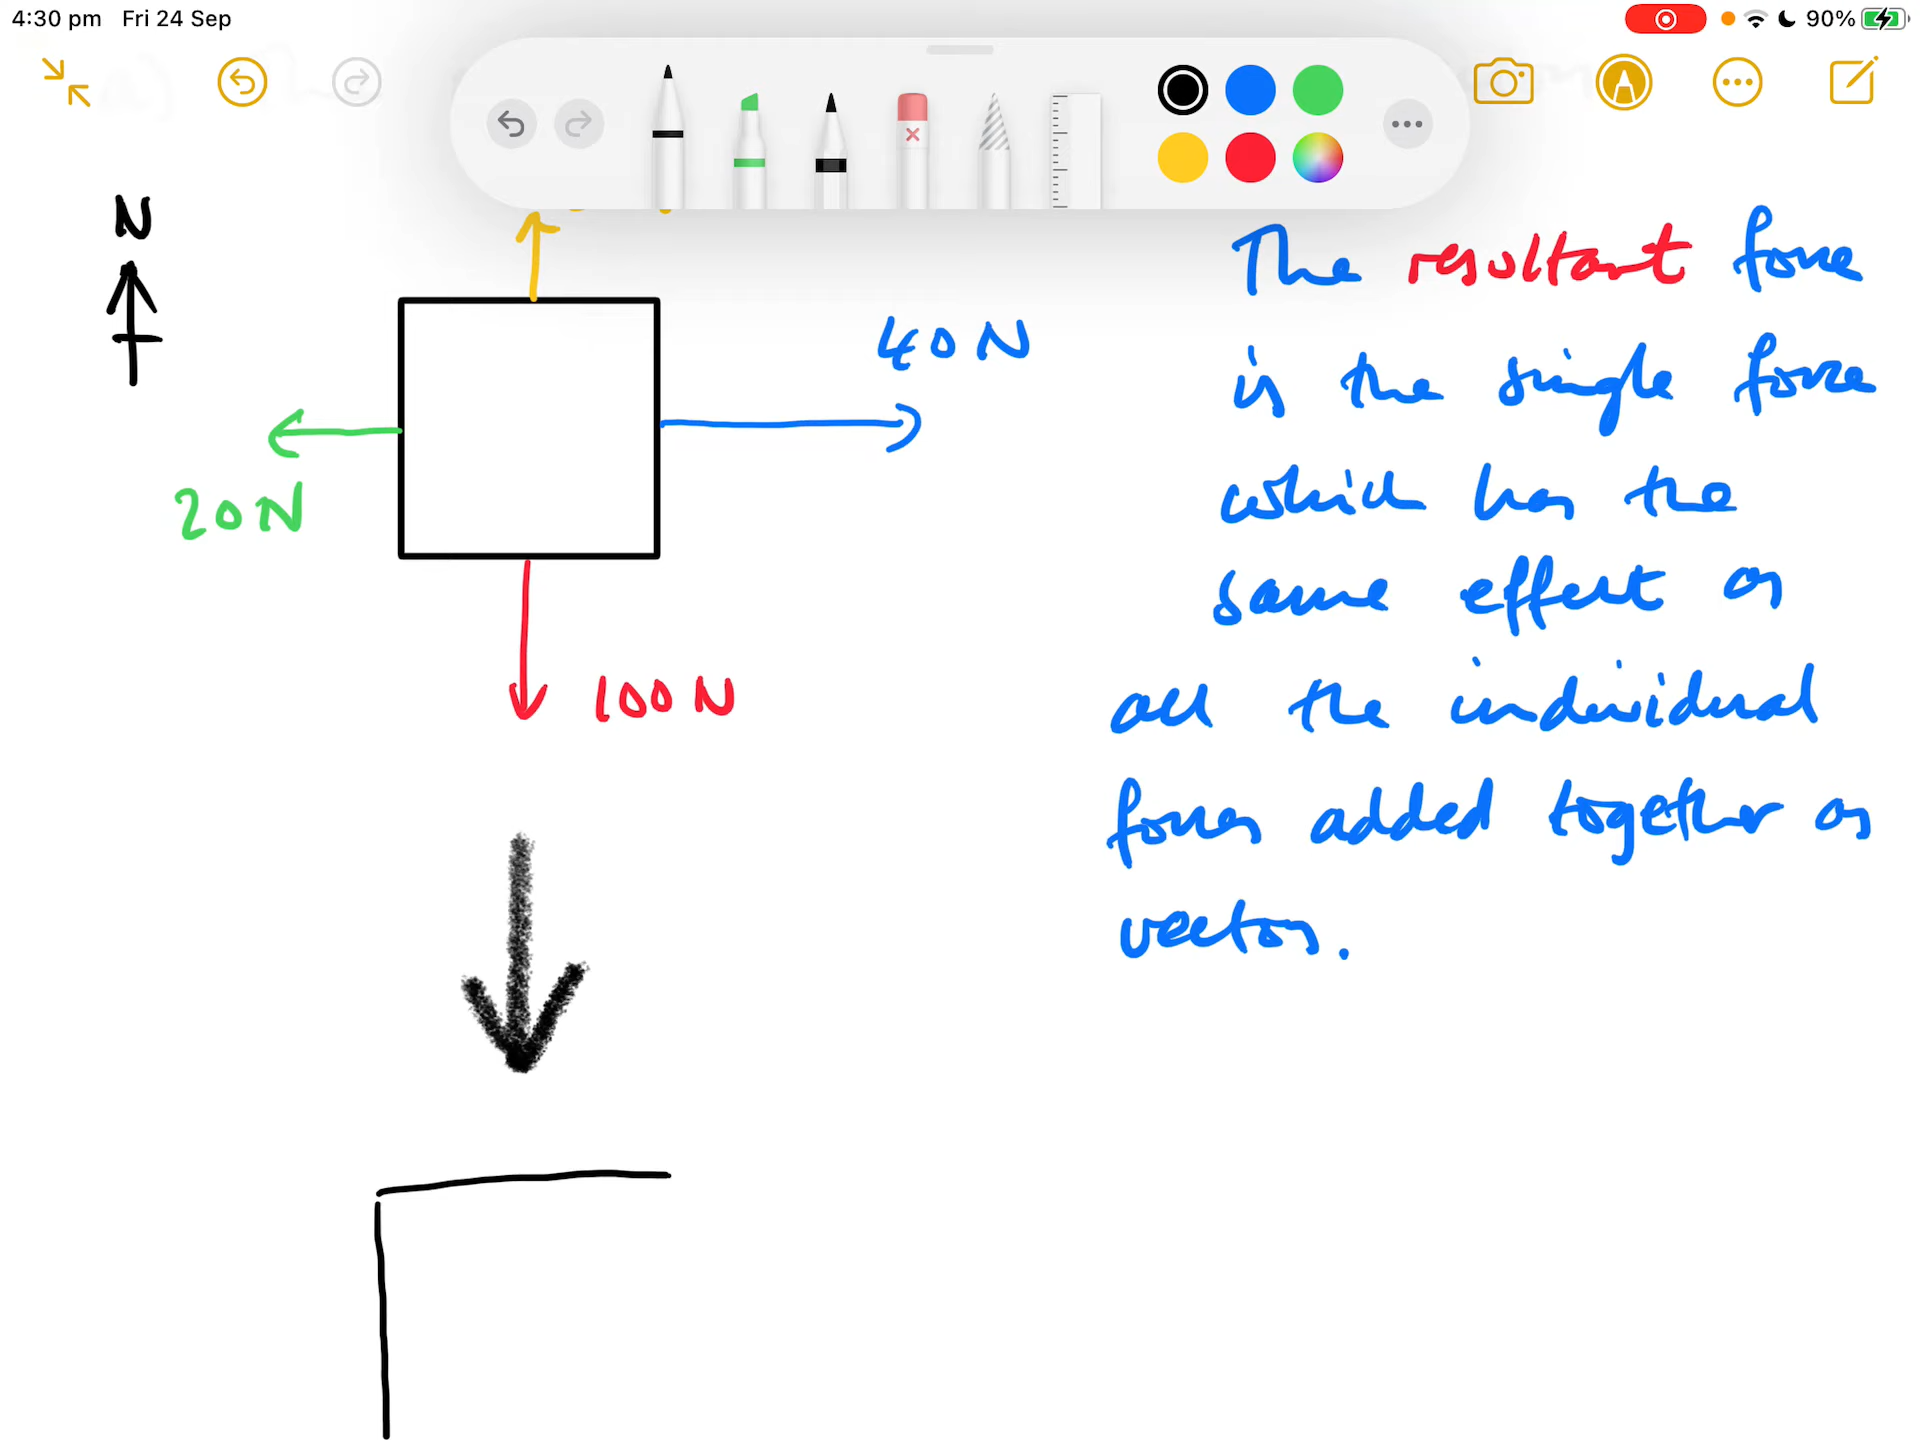 4:30 pm Fri 24 Sep
90%
N
The resultant force
40 N
is the single force
20N
which has the
same effect as
100N
all the individual
forces added together as
vectors.